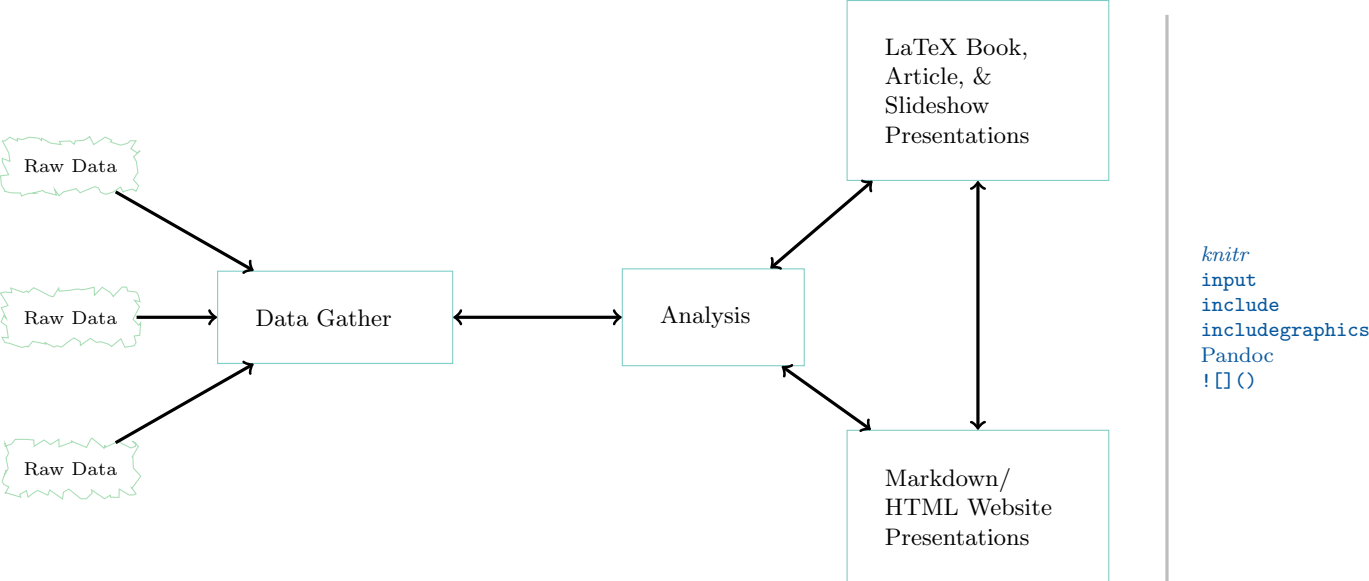 LaTeX Book,
Article, &
Slideshow
Presentations
Raw Data
Raw Data
Raw Data
Data Gather
Analysis
Markdown/
HTML Website
Presentations
knitr
input
include
includegraphics
Pandoc
![]()